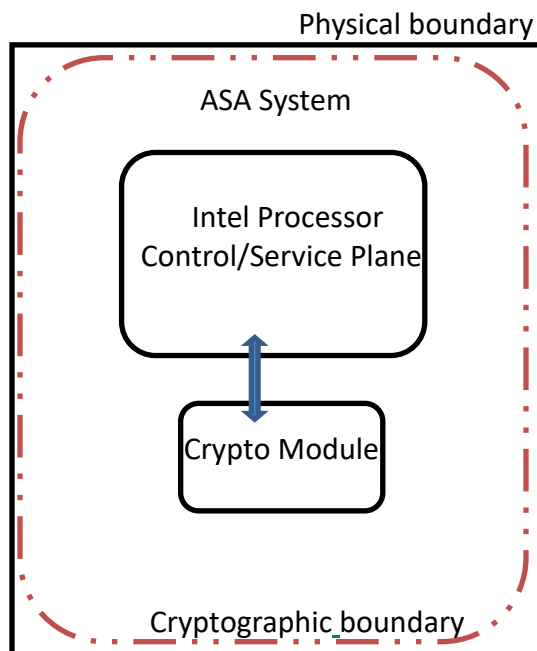 Physical boundary
ASA System
Intel Processor
Control/Service Plane
Crypto Module
Cryptographic boundary